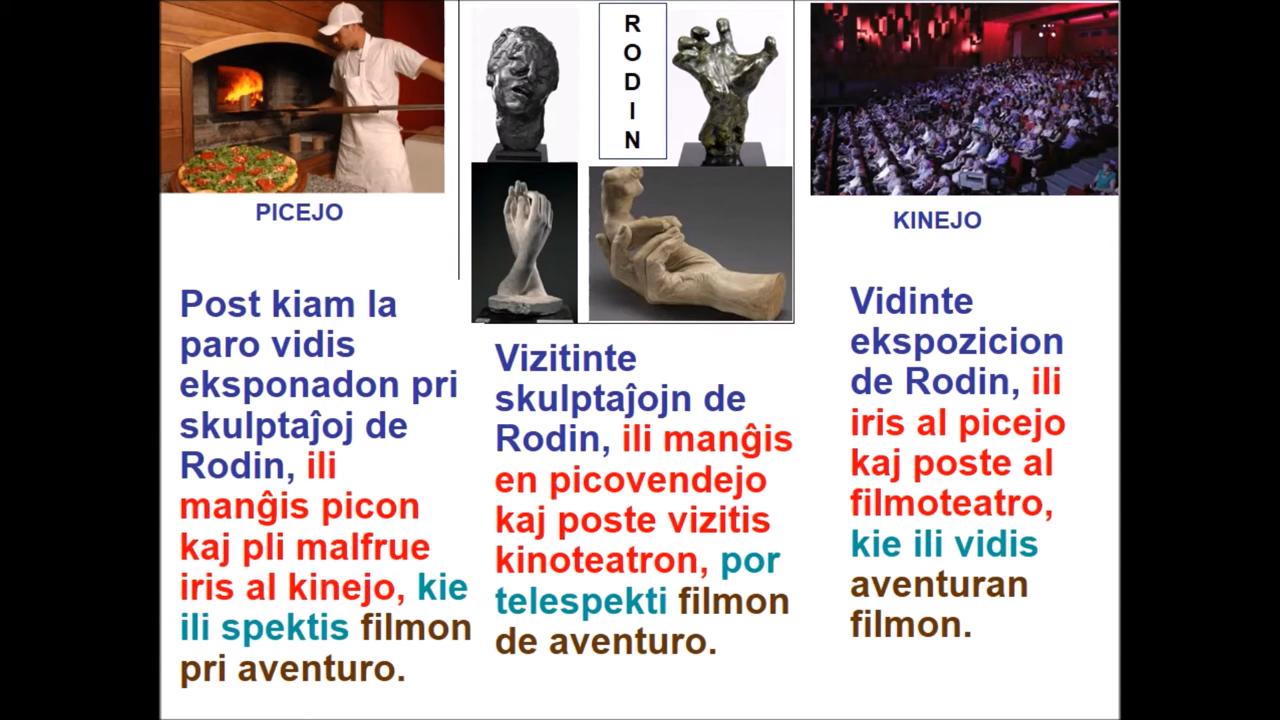 R
O
D
I
N
PICEJO
KINEJO
Post kiam la
paro vidis
eksponadon pri
skulptaĵoj de
Rodin, ili
manĝis picon
kaj pli malfrue
iris al kinejo, kie
ili spektis filmon
pri aventuro.
Vizitinte
skulptaĵojn de
Rodin, ili manĝis
en picovendejo
kaj poste vizitis
kinoteatron, por
telespekti filmon
de aventuro.
Vidinte
ekspozicion
de Rodin, ili
iris al picejo
kaj poste al
filmoteatro,
kie ili vidis
aventuran
filmon.